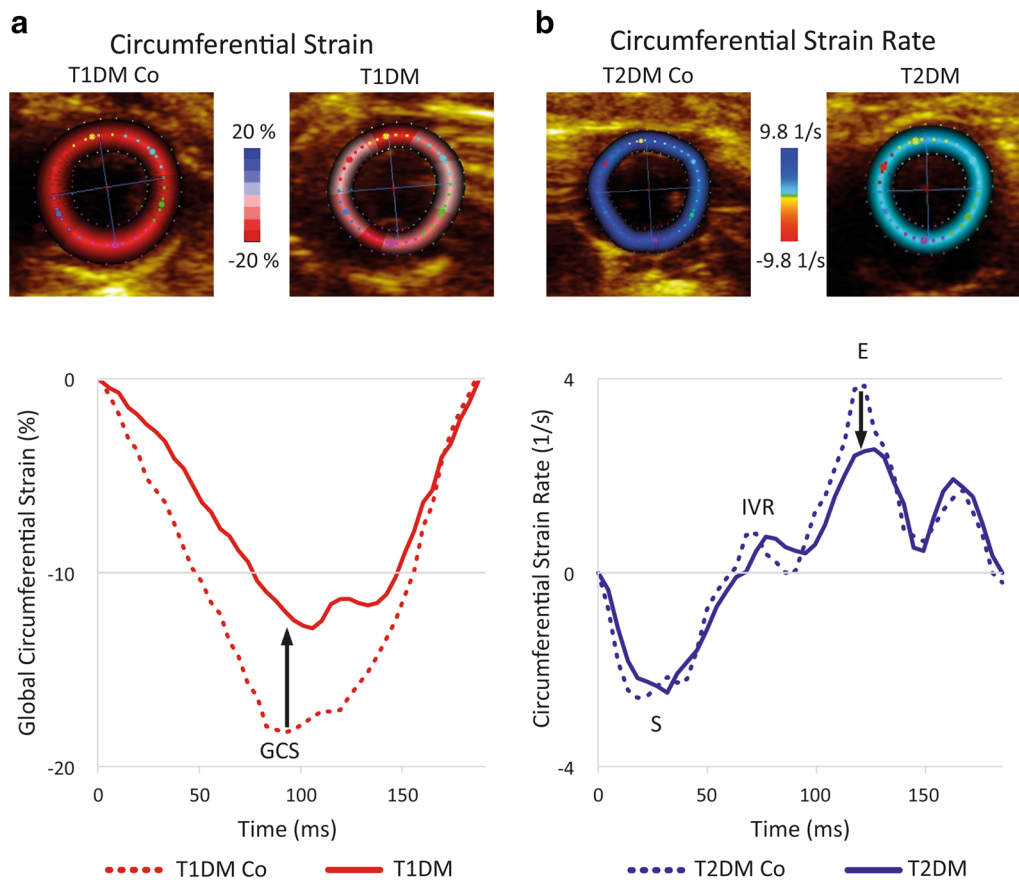 a
Circumferential Strain
T1DM Co
T1DM
20 %
-20 %
0
-10
-20
Global Circumferential Strain (%)
GCS
0
50
100
150
Time (ms)
T1DM Co
T1DM
b
Circumferential Strain Rate
T2DM Co
T2DM
9.8 1/s
-9.8 1/s
4
0
-4
Circumferential Strain Rate (1/s)
E
IVR
S
0
50
100
150
Time (ms)
T2DM Co
T2DM